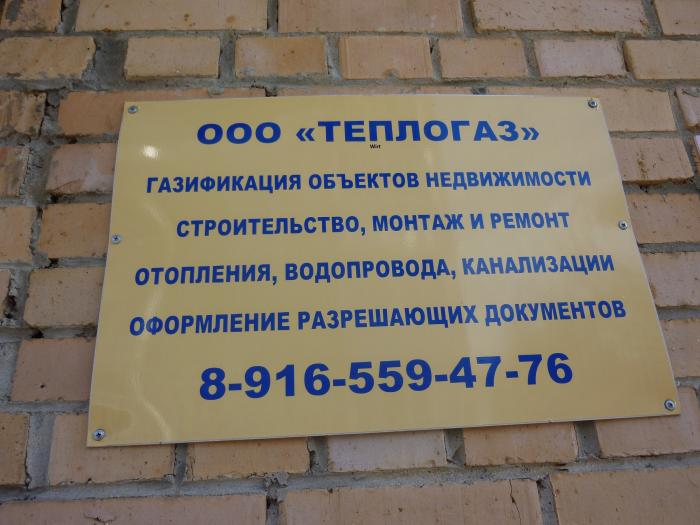 ООО «ТЕПЛОГАЗ»
Wirt
ГАЗИФИКАЦИЯ ОБЪЕКТОВ НЕДВИЖИМОСТИ
СТРОИТЕЛЬСТВО, МОНТАЖ И РЕМОНТ
ОТОПЛЕНИЯ, ВОДОПРОВОДА, КАНАЛИЗАЦИИ
ОФОРМЛЕНИЕ РАЗРЕШАЮЩИХ ДОКУМЕНТОВ
8-916-559-47-76